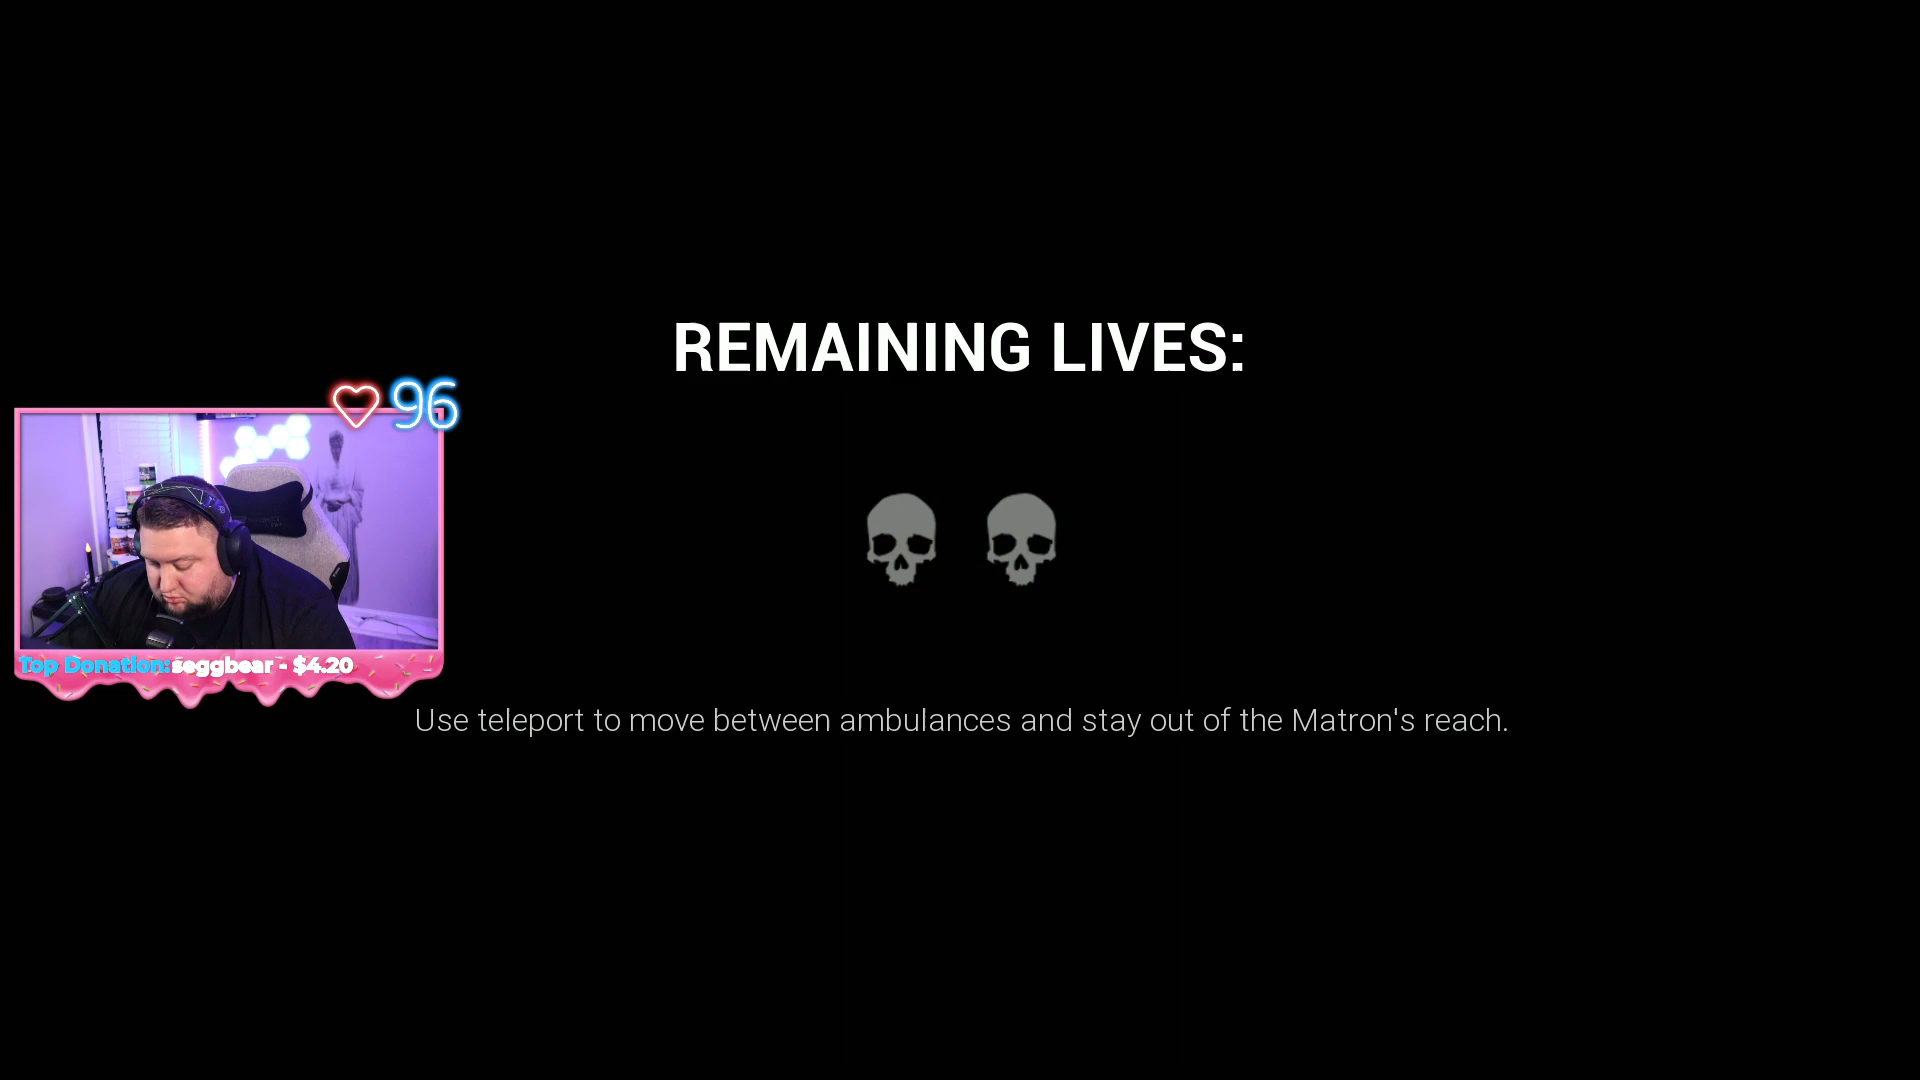 REMAINING LIVES:
96
Top Donation:seggbear - $4.20
Use teleport to move between ambulances and stay out of the Matron's reach.